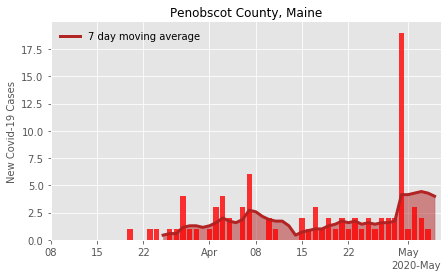 Penobscot County, Maine
7 day moving average
New Covid-19 Cases
17.5
15.0
12.5
10.0
7.5
5.0
2.5
0.0
08 15 22 Apr 08 15 22 May
2020-May